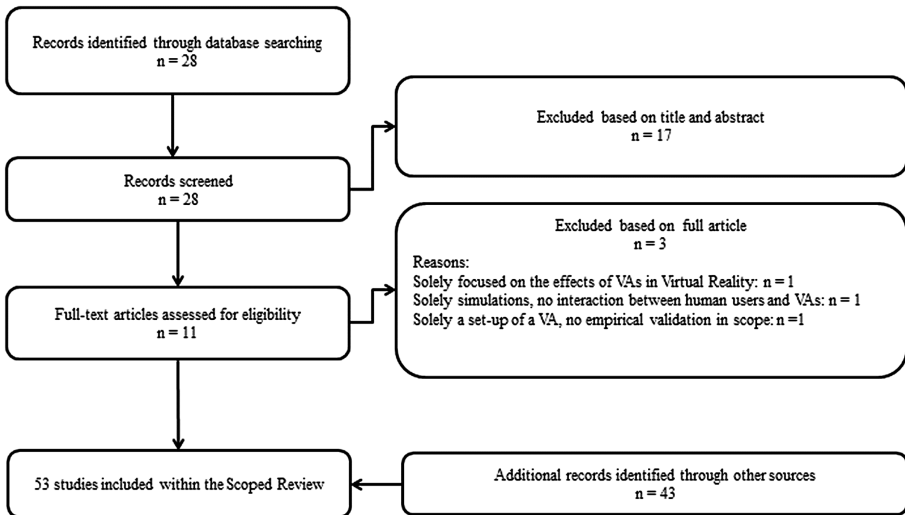 Records identified through database searching
n = 28
Excluded based on title and abstract
n = 17
Records screened
n = 28
Excluded based on full article
n = 3
Reasons:
Solely focused on the effects of VAs in Virtual Reality: n = 1
Solely simulations, no interaction between human users and VAs: n = 1
Solely a set-up of a VA, no empirical validation in scope: n =1
Full-text articles assessed for eligibility
n = 11
53 studies included within the Scoped Review
Additional records identified through other sources
n = 43